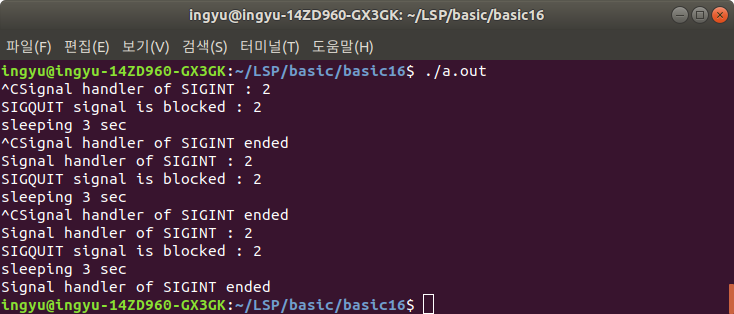 ingyu@ingyu-14ZD960-GX3GK: ~/LSP/basic/basic16
파일(F) 편집(E) 보기(V) 검색(S) 터미널(T) 도움말(H)
ingyu@ingyu-14ZD960-GX3GK:~/LSP/basic/basic16$ ./a.out
^CSignal handler of SIGINT : 2
SIGQUIT signal is blocked : 2
sleeping 3 sec
^CSignal handler of SIGINT ended
Signal handler of SIGINT : 2
SIGQUIT signal is blocked : 2
sleeping 3 sec
^CSignal handler of SIGINT ended
Signal handler of SIGINT : 2
SIGQUIT signal is blocked : 2
sleeping 3 sec
Signal handler of SIGINT ended
ingyu@ingyu-14ZD960-GX3GK:~/LSP/basic/basic16$